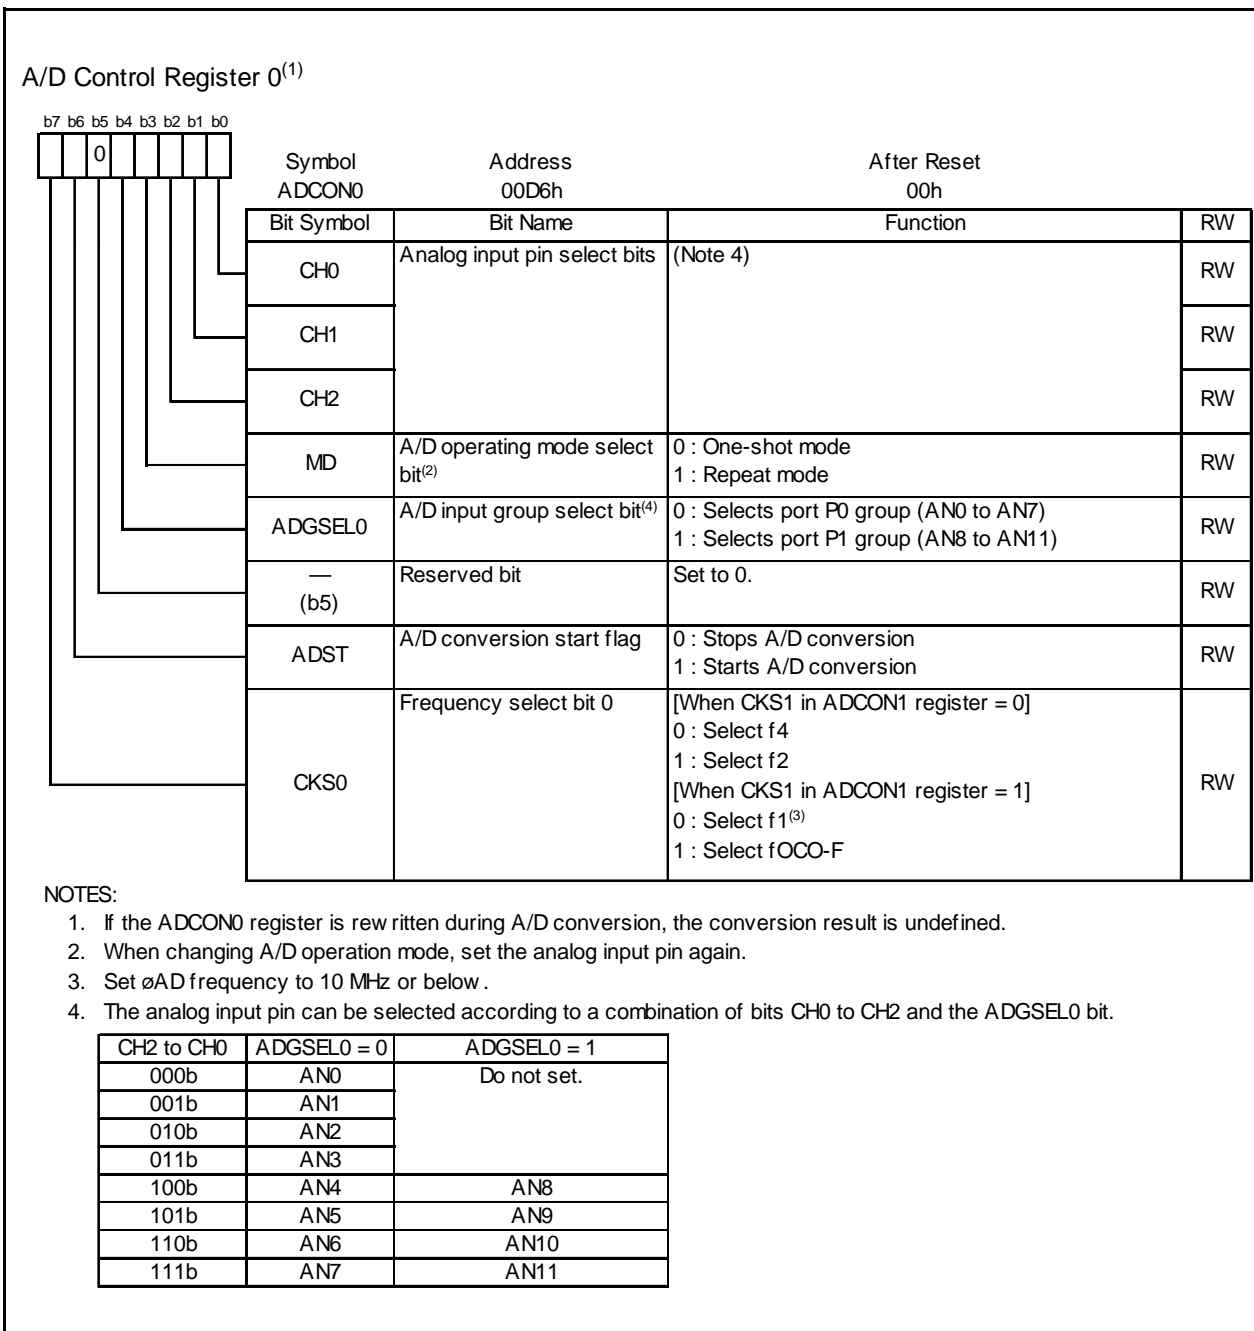 A/D Control Register 0(1)
b7 b6 b5 b4 b3 b2 b1 b0
0
Symbol Address After Reset
ADCON0 00D6h 00h
Bit Symbol Bit Name Function RW
CH0 Analog input pin select bits (Note 4) RW
CH1 RW
CH2 RW
MD A/D operating mode select bit(2) 0 : One-shot mode RW
1 : Repeat mode
ADGSEL0 A/D input group select bit(4) 0 : Selects port P0 group (AN0 to AN7) RW
1 : Selects port P1 group (AN8 to AN11)
— (b5) Reserved bit Set to 0. RW
ADST A/D conversion start flag 0 : Stops A/D conversion RW
1 : Starts A/D conversion
CKS0 Frequency select bit 0 [When CKS1 in ADCON1 register = 0] RW
0 : Select f4
1 : Select f2
[When CKS1 in ADCON1 register = 1]
0 : Select f1(3)
1 : Select fOCO-F
NOTES:
1. If the ADCON0 register is rewritten during A/D conversion, the conversion result is undefined.
2. When changing A/D operation mode, set the analog input pin again.
3. Set øAD frequency to 10 MHz or below.
4. The analog input pin can be selected according to a combination of bits CH0 to CH2 and the ADGSEL0 bit.
CH2 to CH0 ADGSEL0 = 0 ADGSEL0 = 1
000b AN0 Do not set.
001b AN1
010b AN2
011b AN3
100b AN4 AN8
101b AN5 AN9
110b AN6 AN10
111b AN7 AN11